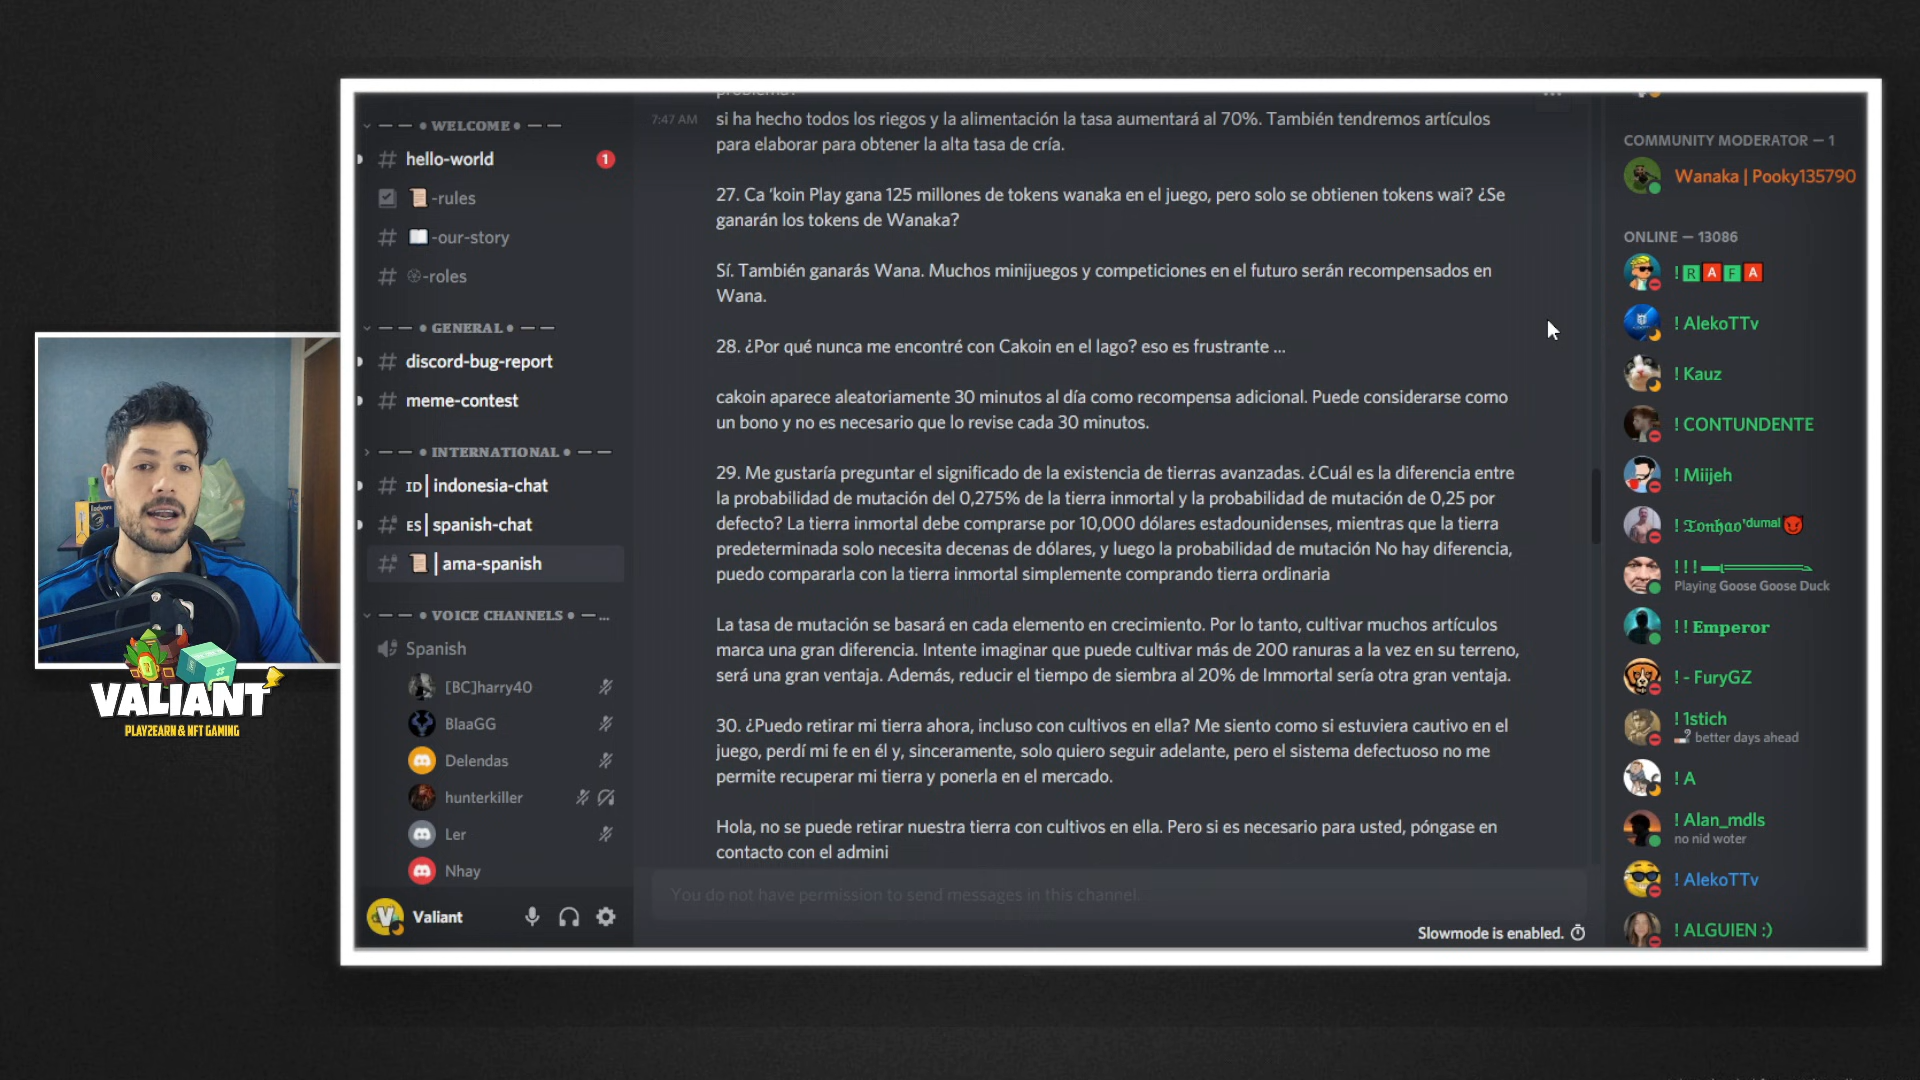 WELCOME
hello-world
1
-rules
-our-story
-roles
GENERAL
discord-bug-report
meme-contest
INTERNATIONAL
ID | indonesia-chat
ES | spanish-chat
| ama-spanish
VOICE CHANNELS
Spanish
[BC]harry40
BlaaGG
Delendas
hunterkiller
Ler
Nhay
Valiant
VALIANT
PLAY2EARN & NFT GAMING
7:47 AM
si ha hecho todos los riegos y la alimentación la tasa aumentará al 70%. También tendremos artículos
para elaborar para obtener la alta tasa de cría.
27. Ca 'koin Play gana 125 millones de tokens wanaka en el juego, pero solo se obtienen tokens wai? ¿Se
ganarán los tokens de Wanaka?
Sí. También ganarás Wana. Muchos minijuegos y competiciones en el futuro serán recompensados en
Wana.
28. ¿Por qué nunca me encontré con Cakoin en el lago? eso es frustrante ...
cakoin aparece aleatoriamente 30 minutos al día como recompensa adicional. Puede considerarse como
un bono y no es necesario que lo revise cada 30 minutos.
29. Me gustaría preguntar el significado de la existencia de tierras avanzadas. ¿Cuál es la diferencia entre
la probabilidad de mutación del 0,275% de la tierra inmortal y la probabilidad de mutación de 0,25 por
defecto? La tierra inmortal debe comprarse por 10,000 dólares estadounidenses, mientras que la tierra
predeterminada solo necesita decenas de dólares, y luego la probabilidad de mutación No hay diferencia,
puedo compararla con la tierra inmortal simplemente comprando tierra ordinaria
La tasa de mutación se basará en cada elemento en crecimiento. Por lo tanto, cultivar muchos artículos
marca una gran diferencia. Intente imaginar que puede cultivar más de 200 ranuras a la vez en su terreno,
será una gran ventaja. Además, reducir el tiempo de siembra al 20% de Immortal sería otra gran ventaja.
30. ¿Puedo retirar mi tierra ahora, incluso con cultivos en ella? Me siento como si estuviera cautivo en el
juego, perdí mi fe en él y, sinceramente, solo quiero seguir adelante, pero el sistema defectuoso no me
permite recuperar mi tierra y ponerla en el mercado.
Hola, no se puede retirar nuestra tierra con cultivos en ella. Pero si es necesario para usted, póngase en
contacto con el admini
You do not have permission to send messages in this channel.
Slowmode is enabled.
COMMUNITY MODERATOR — 1
Wanaka | Pooky135790
ONLINE — 13086
! R A F A
! AlekoTTv
! Kauz
! CONTUNDENTE
! Miijeh
! 𝕿𝖔𝖓𝖍𝖆𝖔'ᵈᵘᵐᵃˡ
! ! !
Playing Goose Goose Duck
! ! Emperor
! - FuryGZ
! 1stich
better days ahead
! A
! Alan_mdls
no nid woter
! AlekoTTv
! ALGUIEN :)